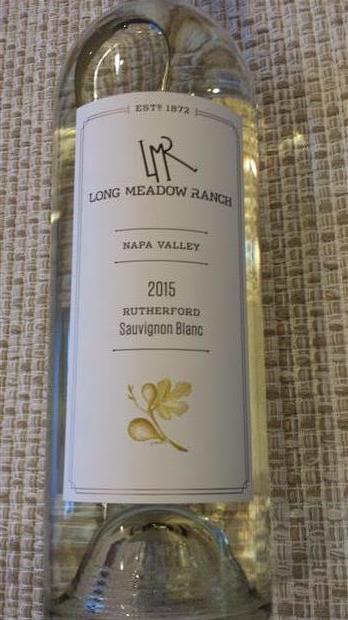 ESTD 1872
LMR
LONG MEADOW RANCH
NAPA VALLEY
2015
RUTHERFORD
Sauvignon Blanc